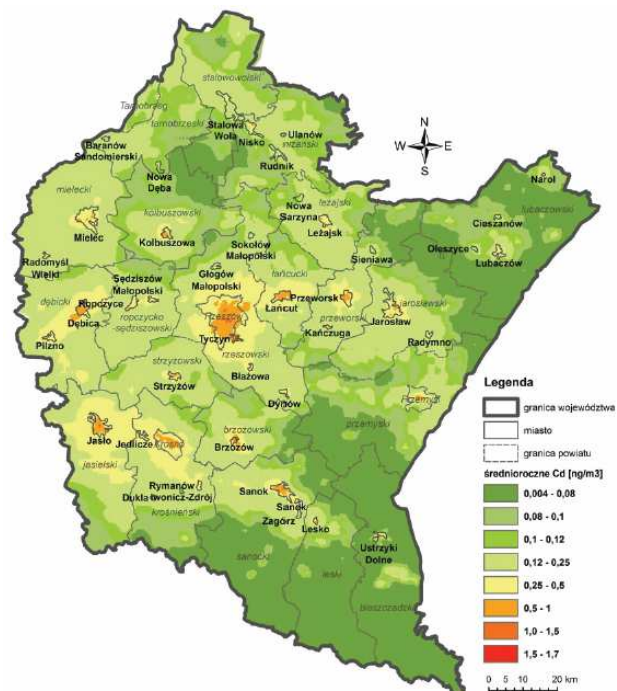 stalowowolski
Tarnobrzeg
tarnobrzeski
Stalowa
Wola
Nisko
Ulanów
niżański
Baranów
Sandomierski
Rudnik
N
W E
S
Nowa
Dęba
mielecki
Narol
lubaczowski
kolbuszowski
Nowa
Sarzyna
leżajski
Cieszanów
Mielec
Kolbuszowa
Leżajsk
Sokołów
Małopolski
Oleszyce
Lubaczów
Sieniawa
Radomyśl
Wielki
Sędziszów
Małopolski
Głogów
Małopolski
łańcucki
dębicki
Ropczyce
Rzeszów
Przeworsk
Łańcut
jarosławski
Dębica
ropczycko
-sędziszowski
przeworski
Jarosław
Pilzno
Tyczyn
Kańczuga
rzeszowski
Radymno
strzyżowski
Błażowa
Strzyżów
Dynów
Przemyśl
Legenda
granica województwa
miasto
granica powiatu
średnioroczne Cd [ng/m3]
0,004 - 0,08
0,08 - 0,1
0,1 - 0,12
0,12 - 0,25
0,25 - 0,5
0,5 - 1
1,0 - 1,5
1,5 - 1,7
0 5 10 20 km
przemyski
brzozowski
Jasło
Jedlicze
Krosno
Brzozów
jasielski
Rymanów
Dukla
Iwonicz-Zdrój
Sanok
Sanok
Zagórz
Lesko
krośnieński
Ustrzyki
Dolne
sanocki
leski
bieszczadzki